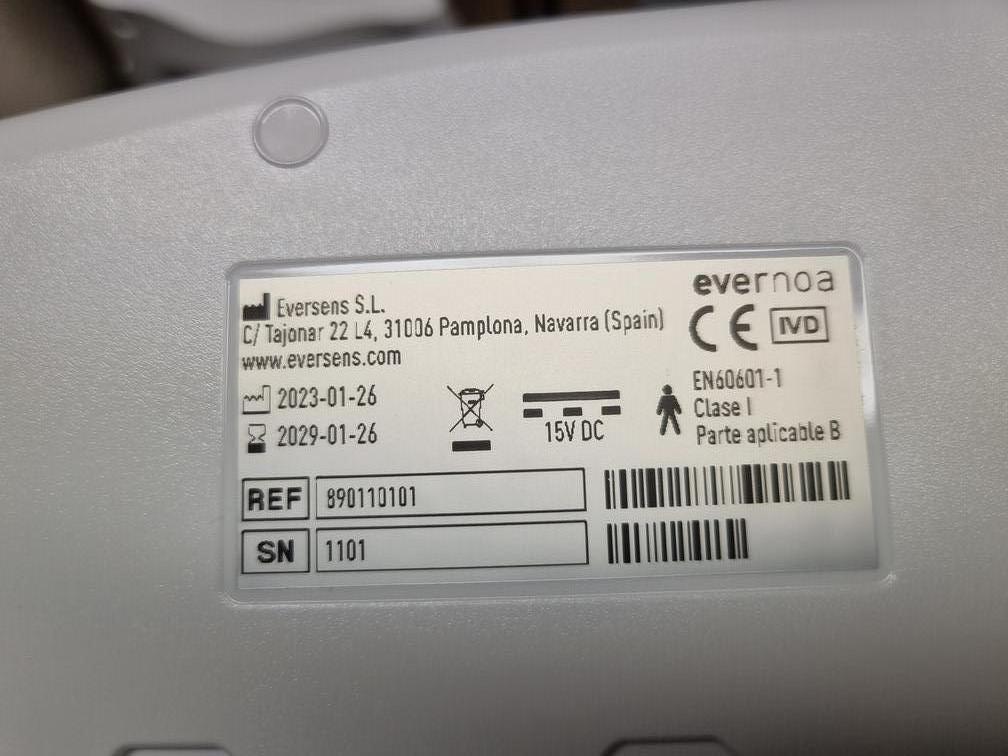 Eversens S.L.
C/ Tajonar 22 L4, 31006 Pamplona, Navarra (Spain)
www.eversens.com
evernoa
CE IVD
2023-01-26
2029-01-26
15V DC
EN60601-1
Clase I
Parte aplicable B
REF 890110101
SN 1101